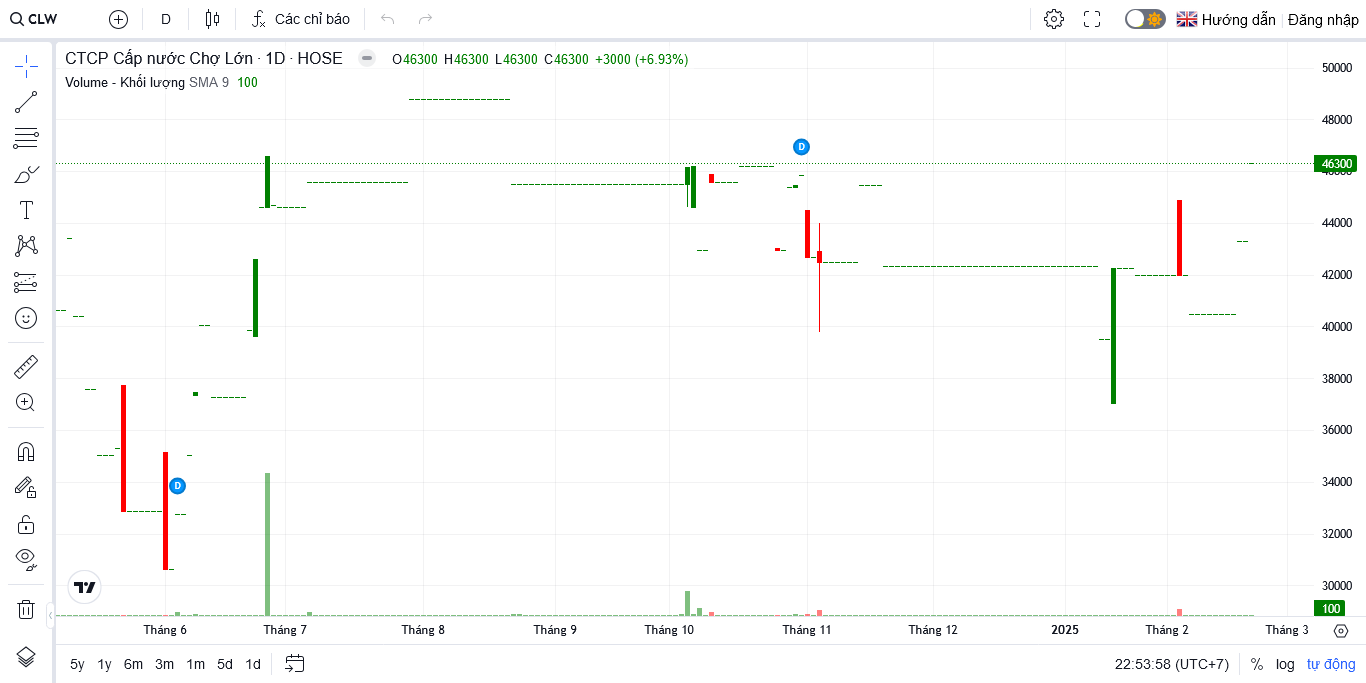 CLW D Các chỉ báo Hướng dẫn Đăng nhập
CTCP Cấp nước Chợ Lớn · 1D · HOSE O46300 H46300 L46300 C46300 +3000 (+6.93%)
Volume - Khối lượng SMA 9 100
50000
48000
46300
46000
44000
42000
40000
38000
36000
34000
32000
30000
100
D
D
Tháng 6 Tháng 7 Tháng 8 Tháng 9 Tháng 10 Tháng 11 Tháng 12 2025 Tháng 2 Tháng 3
5y 1y 6m 3m 1m 5d 1d 22:53:58 (UTC+7) % log tự động